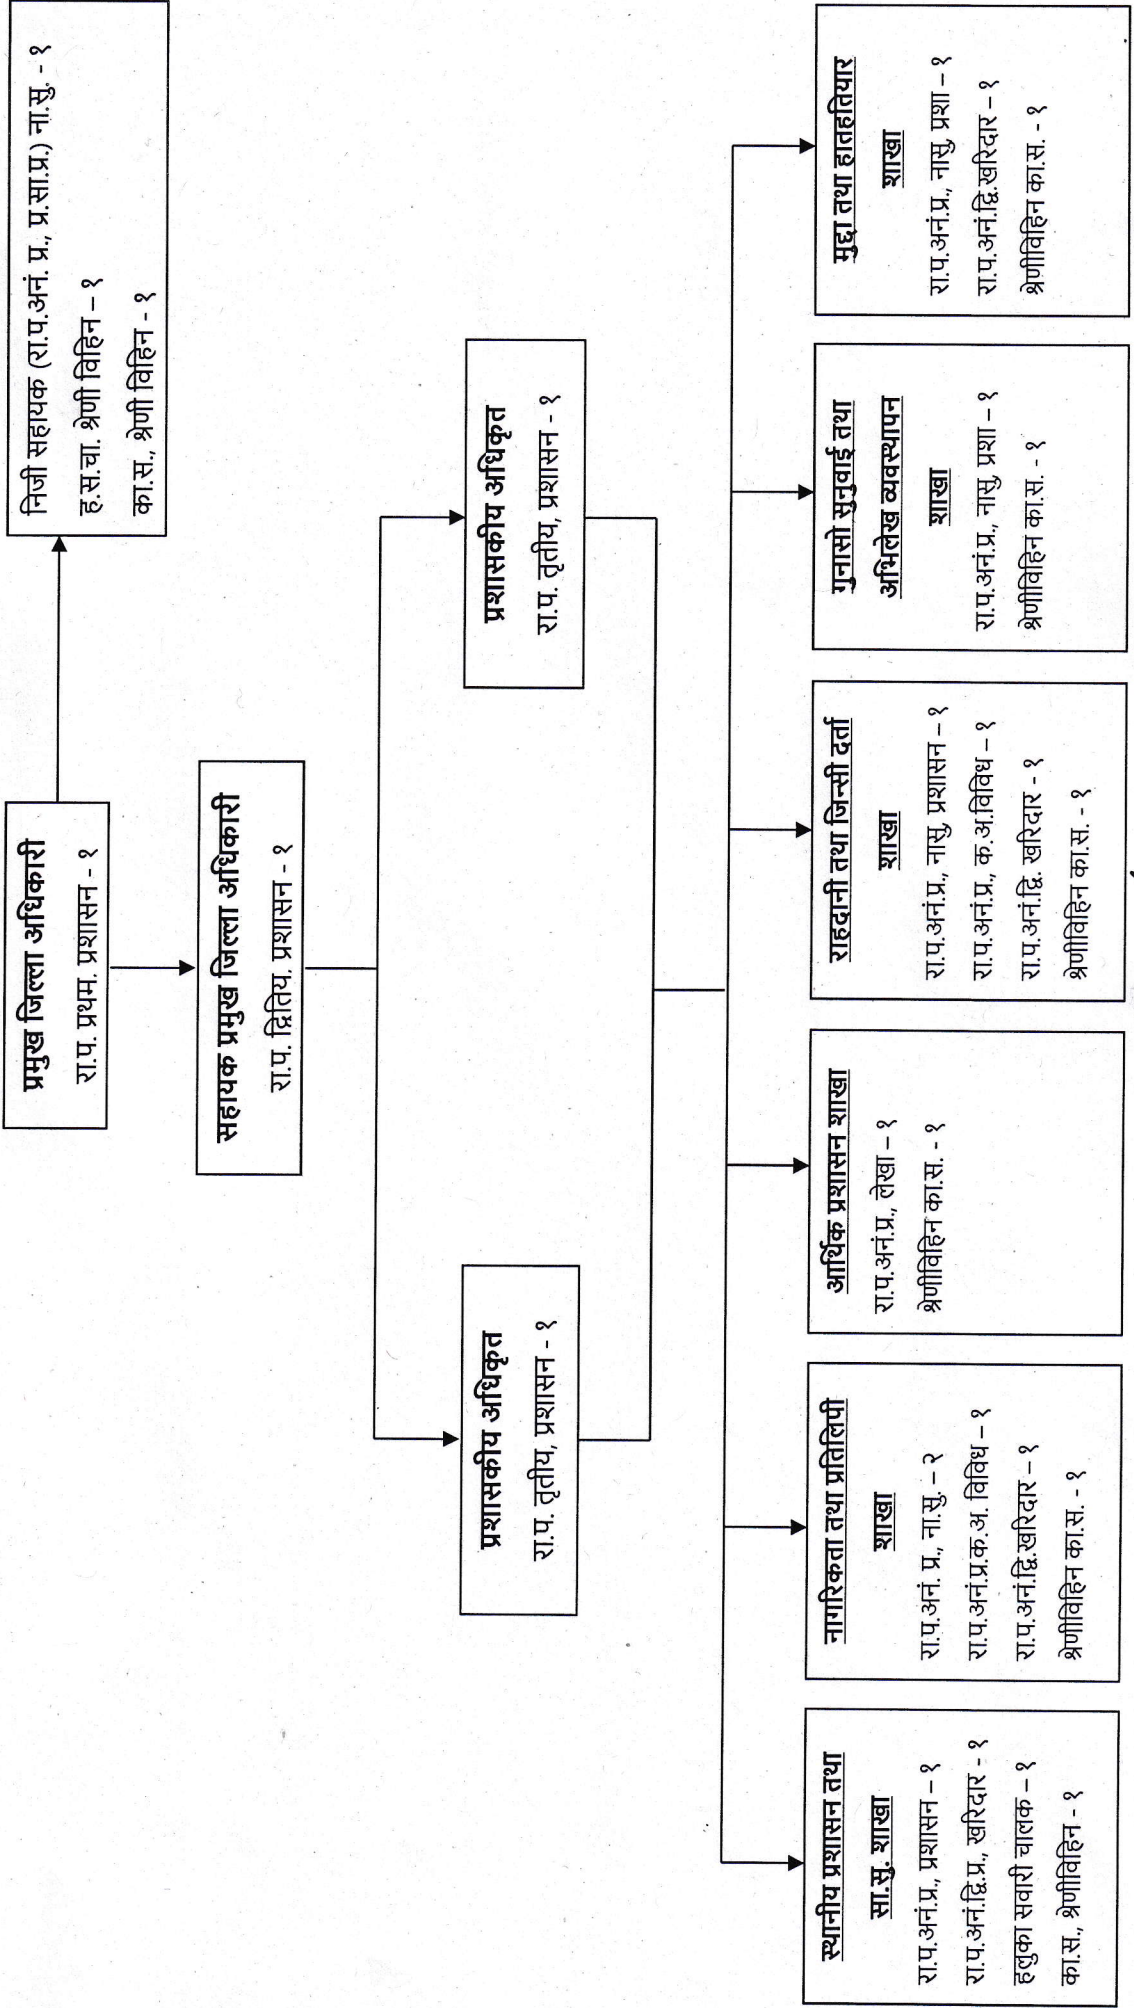 प्रमुख जिल्ला अधिकारी
रा.प. प्रथम. प्रशासन - १
निजी सहायक (रा.प.अनं. प्र., प्र.सा.प्र.) ना.सु. - १
ह.स.चा. श्रेणी विहिन – १
का.स., श्रेणी विहिन - १
सहायक प्रमुख जिल्ला अधिकारी
रा.प. द्वितिय. प्रशासन - १
प्रशासकीय अधिकृत
रा.प. तृतीय, प्रशासन - १
प्रशासकीय अधिकृत
रा.प. तृतीय, प्रशासन - १
स्थानीय प्रशासन तथा
सा.सु. शाखा
रा.प.अनं.प्र., प्रशासन – १
रा.प.अनं.द्वि.प्र., खरिदार - १
हलुका सवारी चालक – १
का.स., श्रेणीविहिन - १
नागरिकता तथा प्रतिलिपी
शाखा
रा.प.अनं. प्र., ना.सु. – २
रा.प.अनं.प्र.क.अ. विविध – १
रा.प.अनं.द्वि.खरिदार – १
श्रेणीविहिन का.स. - १
आर्थिक प्रशासन शाखा
रा.प.अनं.प्र., लेखा – १
श्रेणीविहिन का.स. - १
राहदानी तथा जिन्सी दर्ता
शाखा
रा.प.अनं.प्र., नासु, प्रशासन – १
रा.प.अनं.प्र., क.अ.विविध – १
रा.प.अनं.द्वि. खरिदार - १
श्रेणीविहिन का.स. - १
गुनासो सुनुवाई तथा
अभिलेख व्यवस्थापन
शाखा
रा.प.अनं.प्र., नासु, प्रशा – १
श्रेणीविहिन का.स. - १
मुद्दा तथा हातहतियार
शाखा
रा.प.अनं.प्र., नासु, प्रशा – १
रा.प.अनं.द्वि.खरिदार – १
श्रेणीविहिन का.स. - १